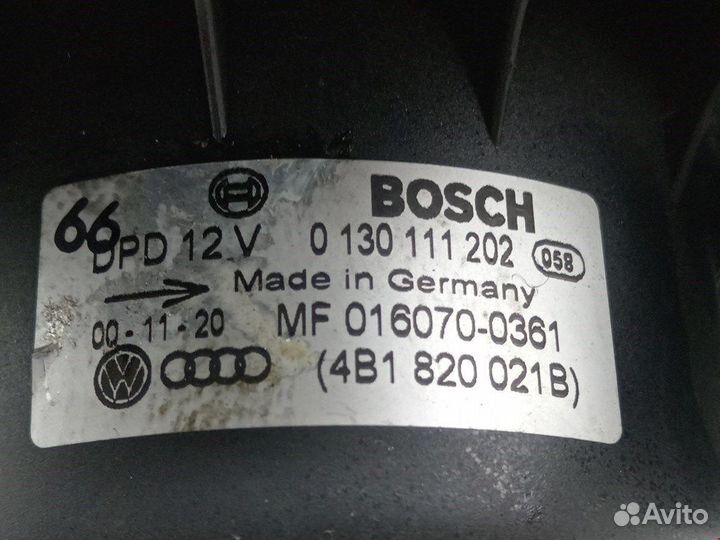 BOSCH
66
DPD 12 V 0 130 111 202 058
Made in Germany
00-11-20 MF 016070-0361
(4B1 820 021B)
Avito